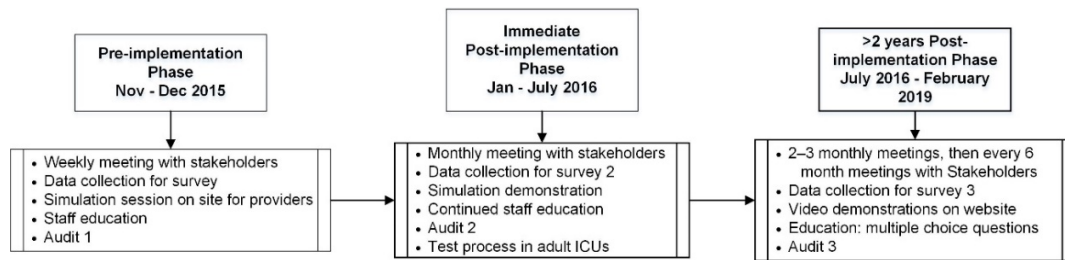 Pre-implementation
Phase
Nov - Dec 2015
• Weekly meeting with stakeholders
• Data collection for survey
• Simulation session on site for providers
• Staff education
• Audit 1
Immediate
Post-implementation
Phase
Jan - July 2016
• Monthly meeting with stakeholders
• Data collection for survey 2
• Simulation demonstration
• Continued staff education
• Audit 2
• Test process in adult ICUs
>2 years Post-
implementation Phase
July 2016 - February
2019
• 2–3 monthly meetings, then every 6
month meetings with Stakeholders
• Data collection for survey 3
• Video demonstrations on website
• Education: multiple choice questions
• Audit 3